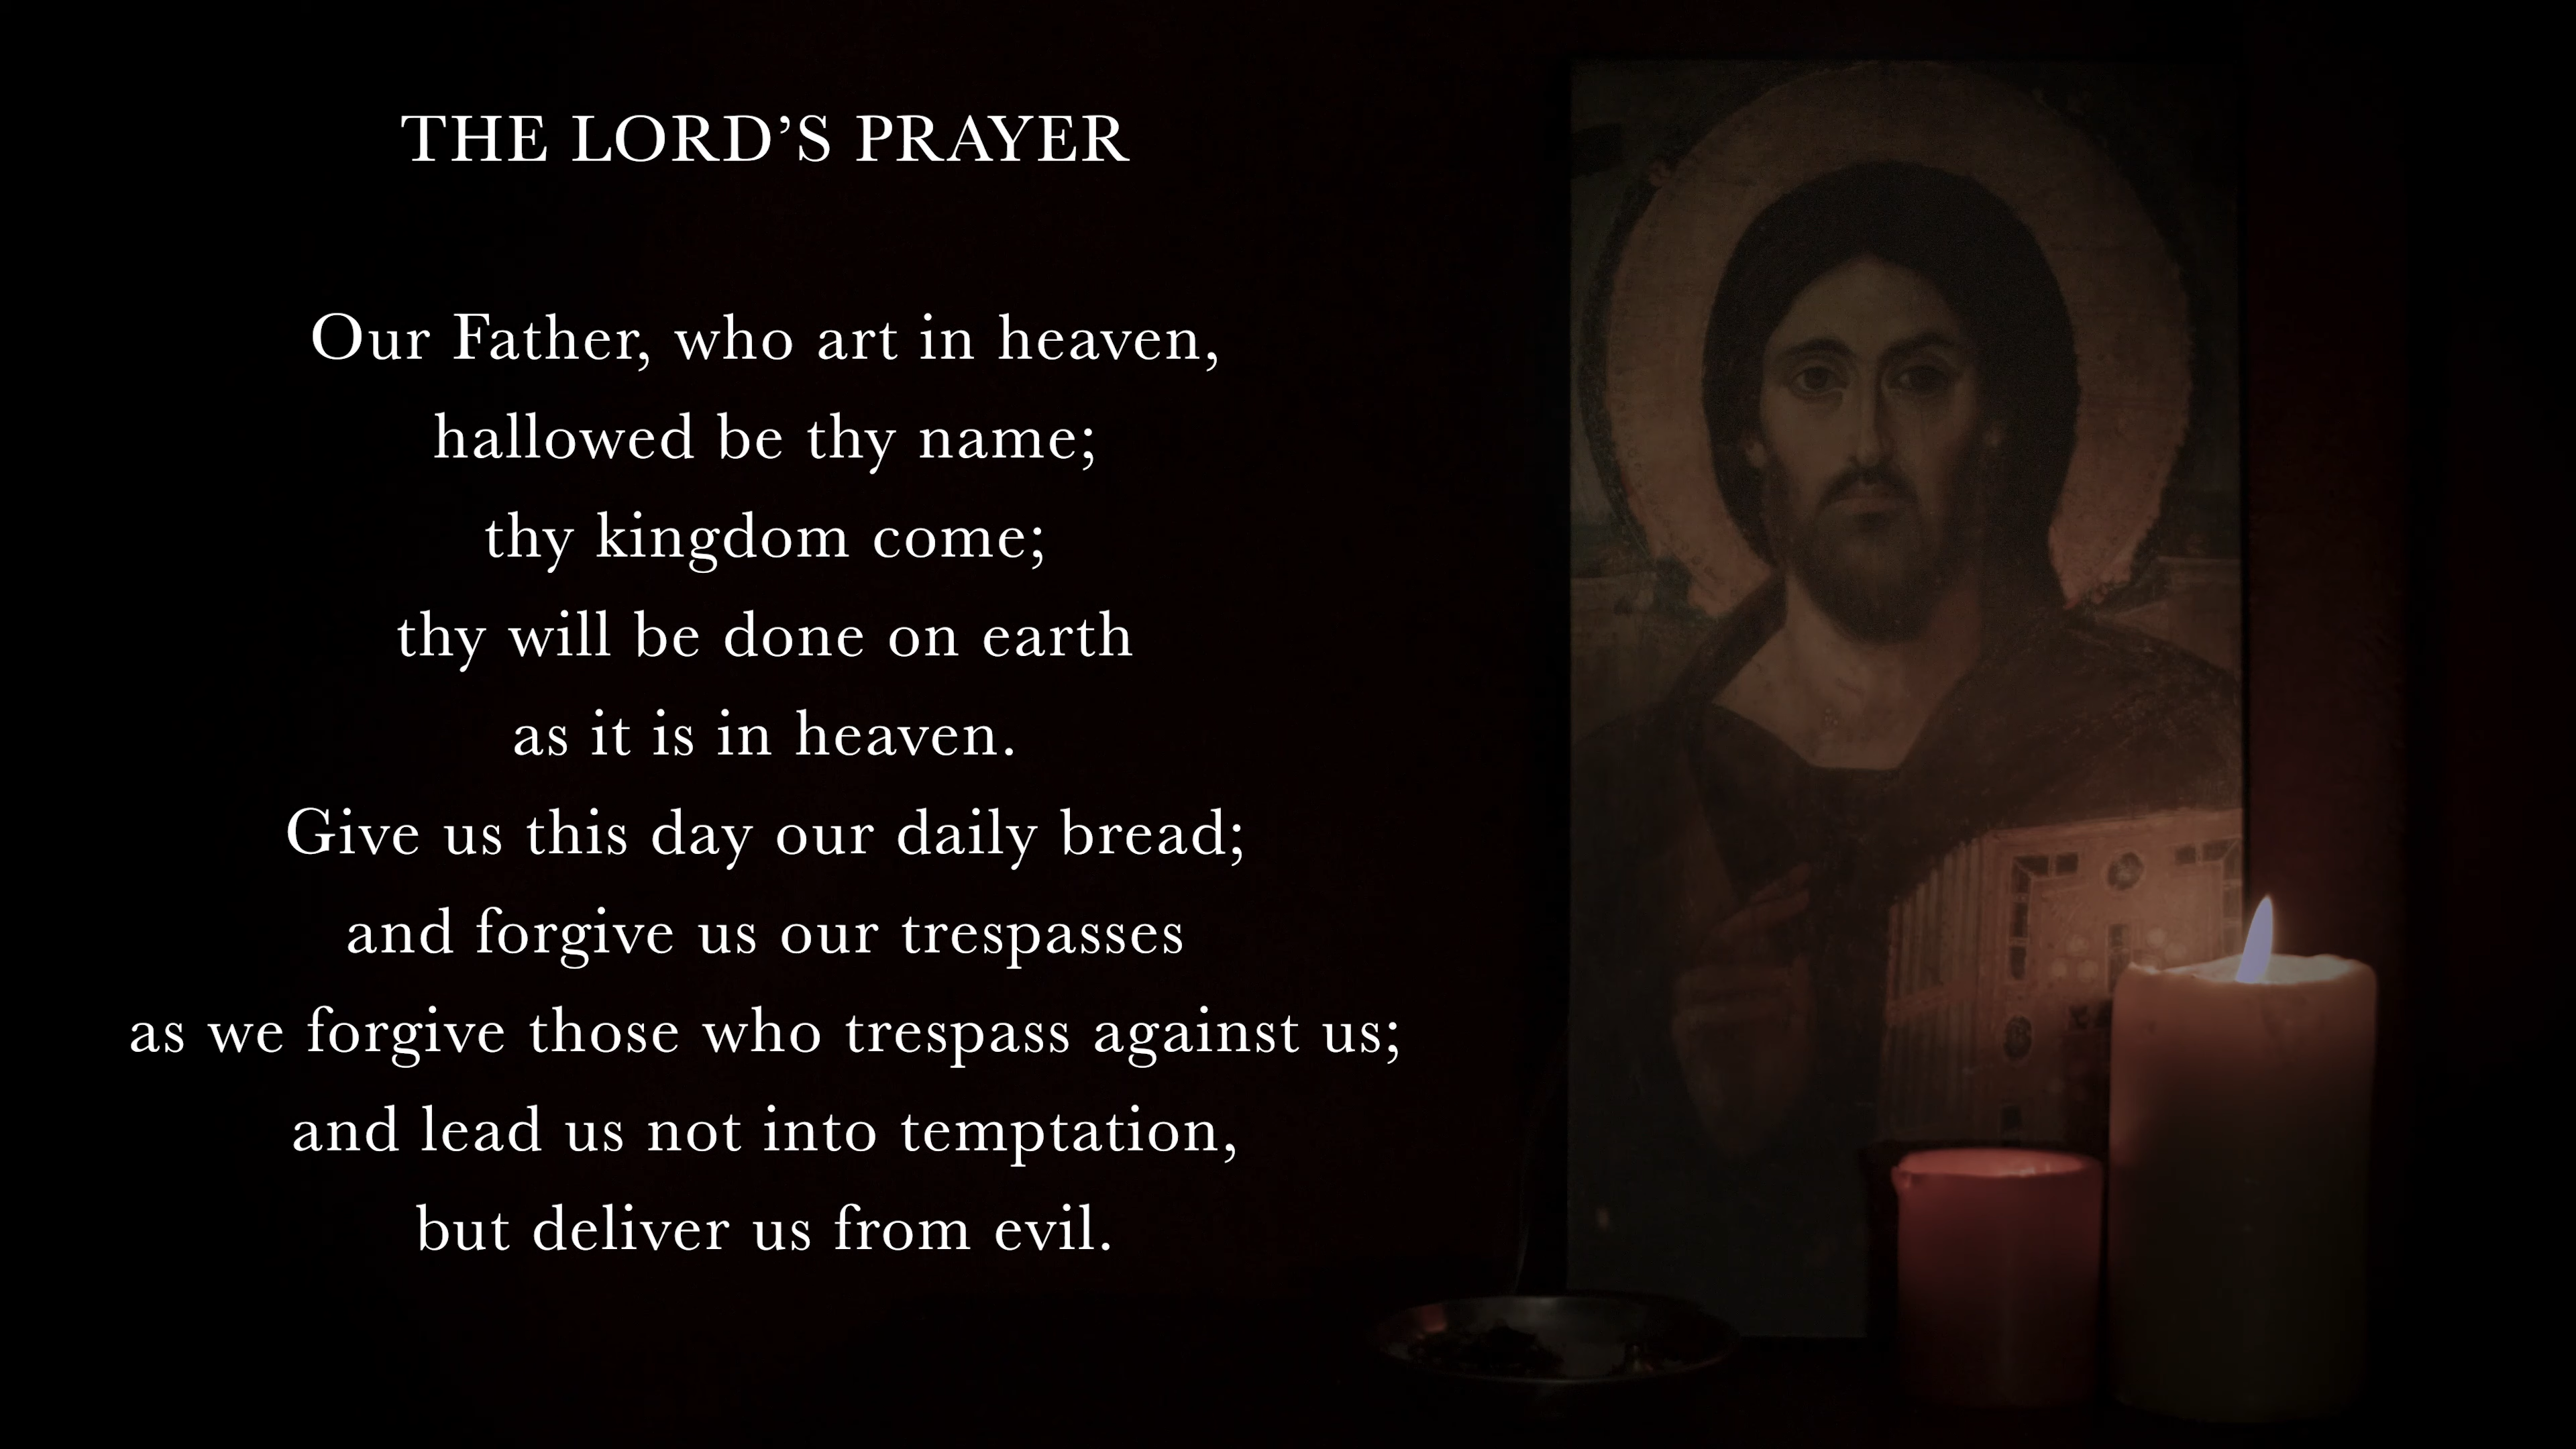 THE LORD’S PRAYER
Our Father, who art in heaven,
hallowed be thy name;
thy kingdom come;
thy will be done on earth
as it is in heaven.
Give us this day our daily bread;
and forgive us our trespasses
as we forgive those who trespass against us;
and lead us not into temptation,
but deliver us from evil.